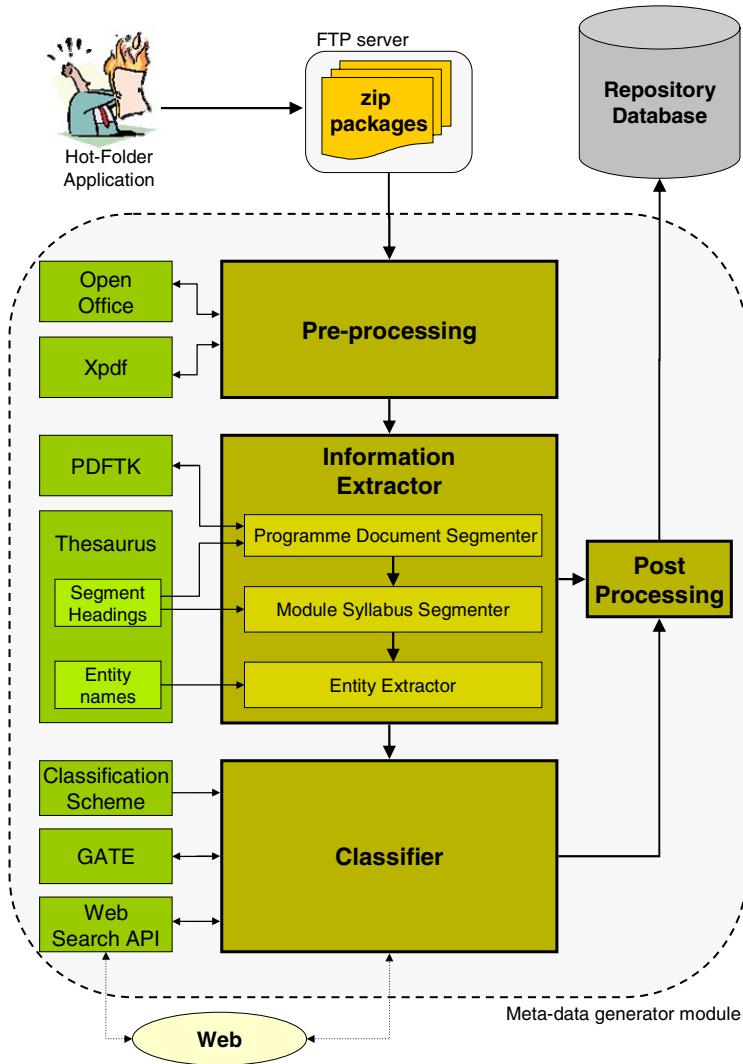 FTP server
zip
packages
Repository
Database
Hot-Folder
Application
Open
Office
Pre-processing
Xpdf
PDFTK
Information
Extractor
Thesaurus
Programme Document Segmenter
Segment
Headings
Module Syllabus Segmenter
Post
Processing
Entity
names
Entity Extractor
Classification
Scheme
GATE
Classifier
Web
Search API
Meta-data generator module
Web